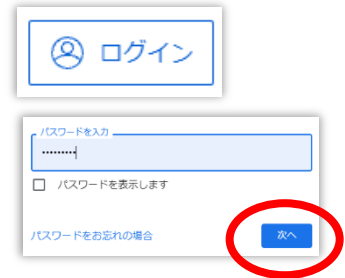 ログイン
パスワードを入力
パスワードを表示します
パスワードをお忘れの場合
次へ